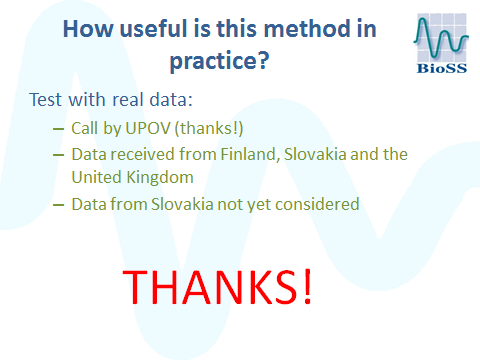 How useful is this method in
practice?
BioSS
Test with real data:
– Call by UPOV (thanks!)
– Data received from Finland, Slovakia and the
United Kingdom
– Data from Slovakia not yet considered
THANKS!